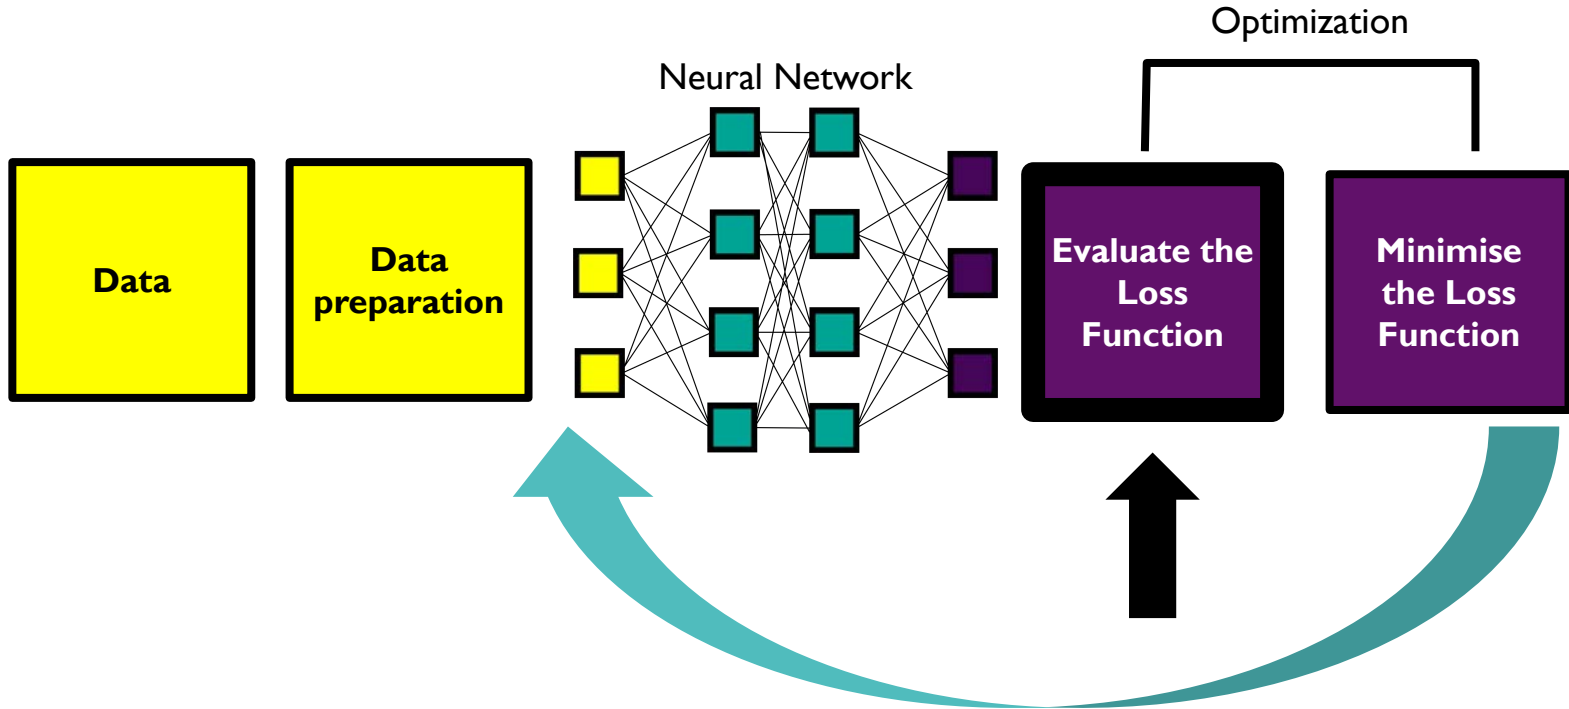 Optimization
Neural Network
Data
Data
preparation
Evaluate the
Loss
Function
Minimise
the Loss
Function